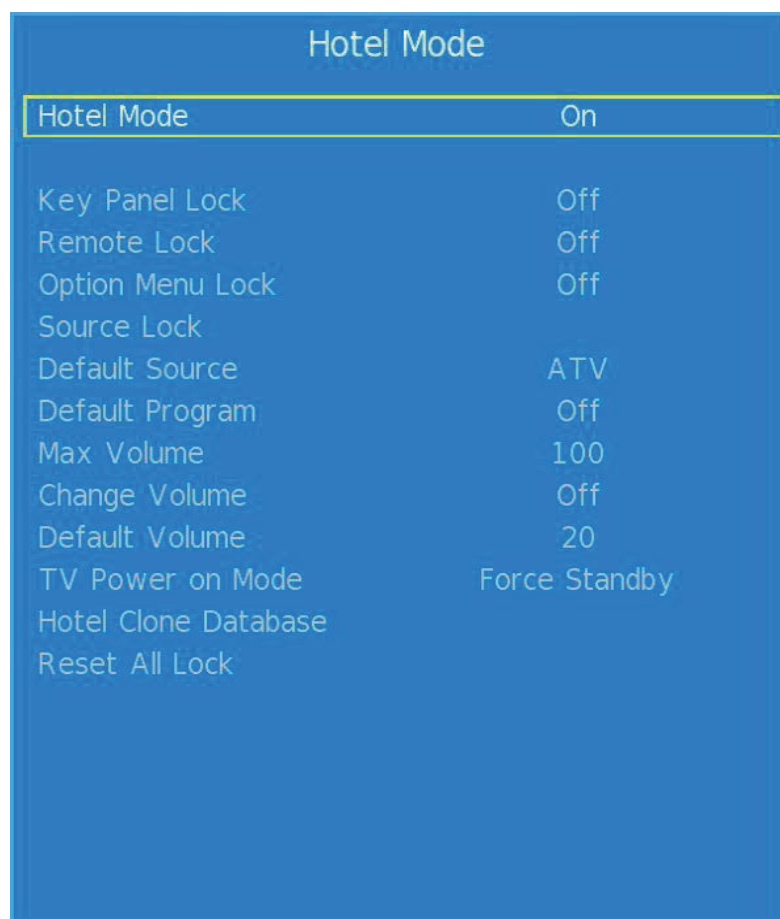 Hotel Mode
Hotel Mode On
Key Panel Lock Off
Remote Lock Off
Option Menu Lock Off
Source Lock
Default Source ATV
Default Program Off
Max Volume 100
Change Volume Off
Default Volume 20
TV Power on Mode Force Standby
Hotel Clone Database
Reset All Lock